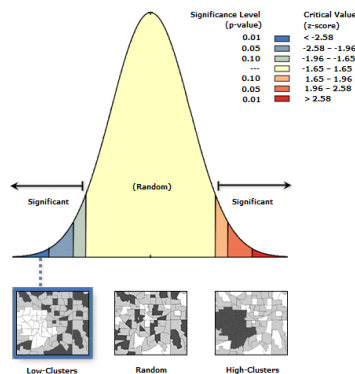 Significance Level Critical Value
(p-value) (z-score)
0.01 < -2.58
0.05 -2.58 – -1.96
0.10 -1.96 – -1.65
--- -1.65 – 1.65
0.10 1.65 – 1.96
0.05 1.96 – 2.58
0.01 > 2.58
(Random)
Significant Significant
Low-Clusters Random High-Clusters